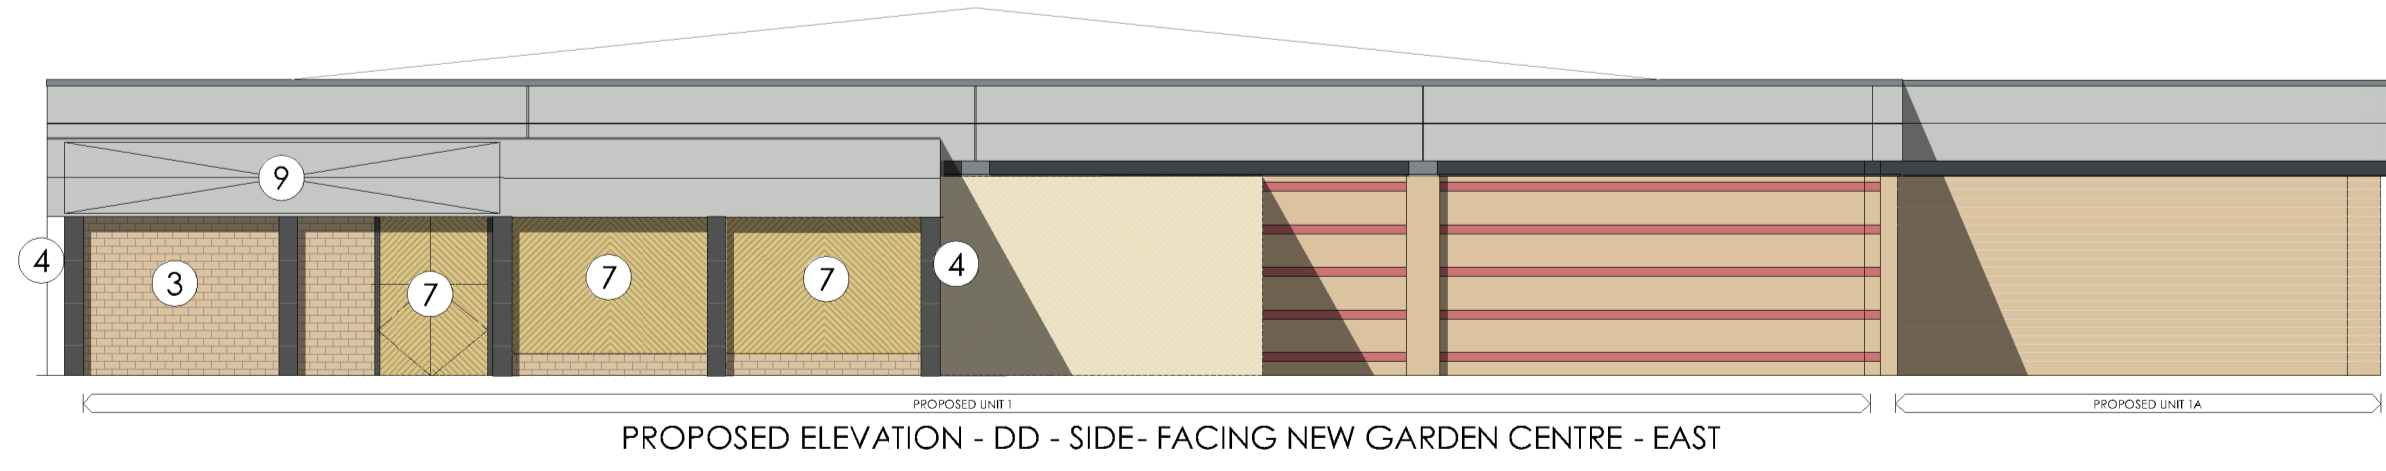 9
4
3
7
7
7
4
PROPOSED UNIT 1
PROPOSED UNIT 1A
PROPOSED ELEVATION - DD - SIDE- FACING NEW GARDEN CENTRE - EAST